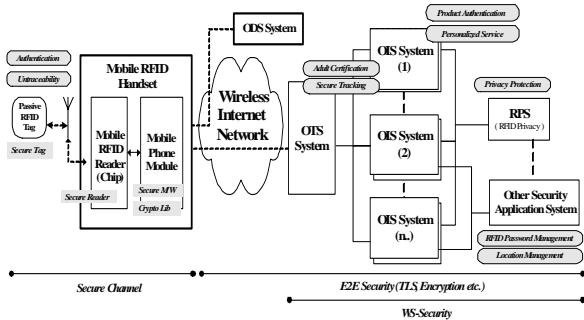 Product Authentication
Personalized Service
ODS System
Authentication
Untraceability
Mobile RFID
Handset
Passive
RFID
Tag
Secure Tag
Mobile
RFID
Reader
(Chip)
Secure Reader
Mobile
Phone
Module
Secure MW
Crypto Lib
Wireless
Internet
Network
Adult Certification
Secure Tracking
OTS
System
OIS System
(1)
OIS System
(2)
OIS System
(n..)
Privacy Protection
RPS
(RFID Privacy)
Other Security
Application System
RFID Password Management
Location Management
Secure Channel
E2E Security (TLS, Encryption etc.)
WS-Security